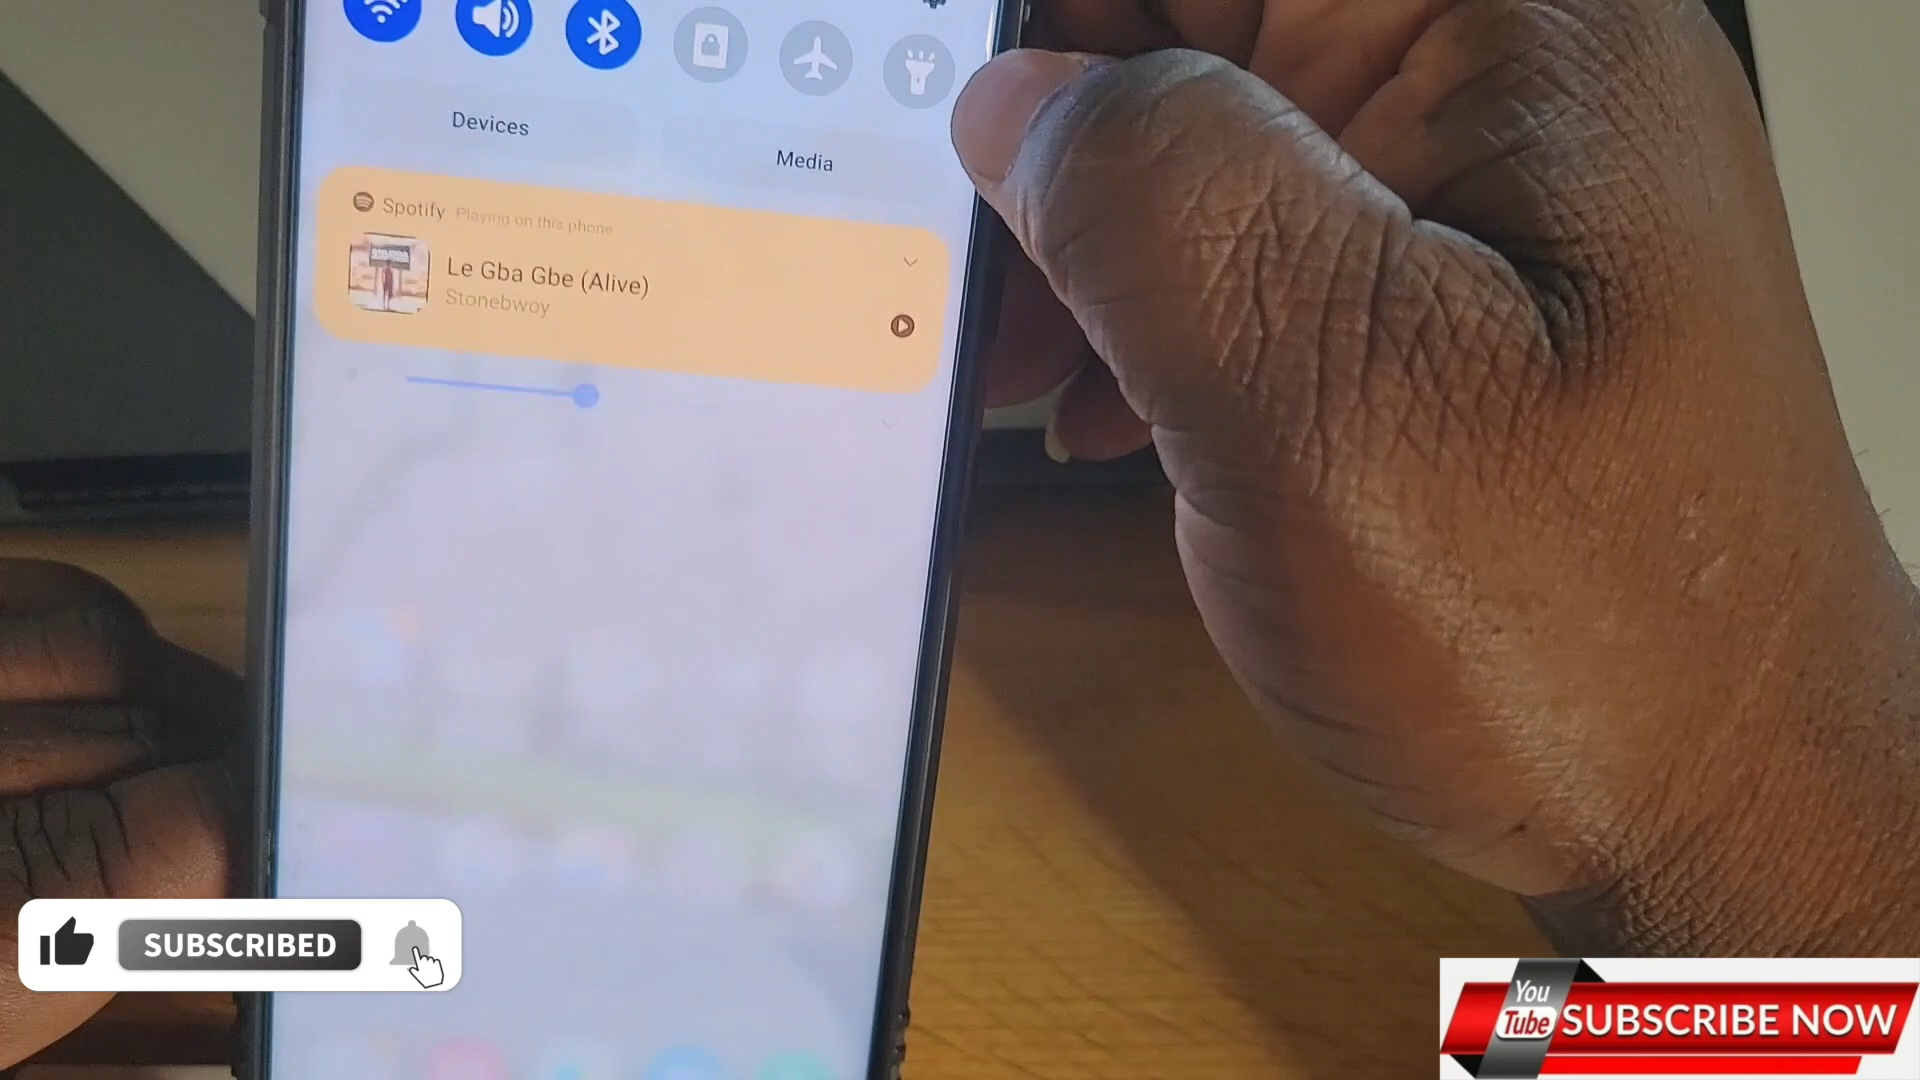 Devices
Media
Spotify Playing on this phone
Le Gba Gbe (Alive)
Stonebwoy
SUBSCRIBED
You
Tube
SUBSCRIBE NOW